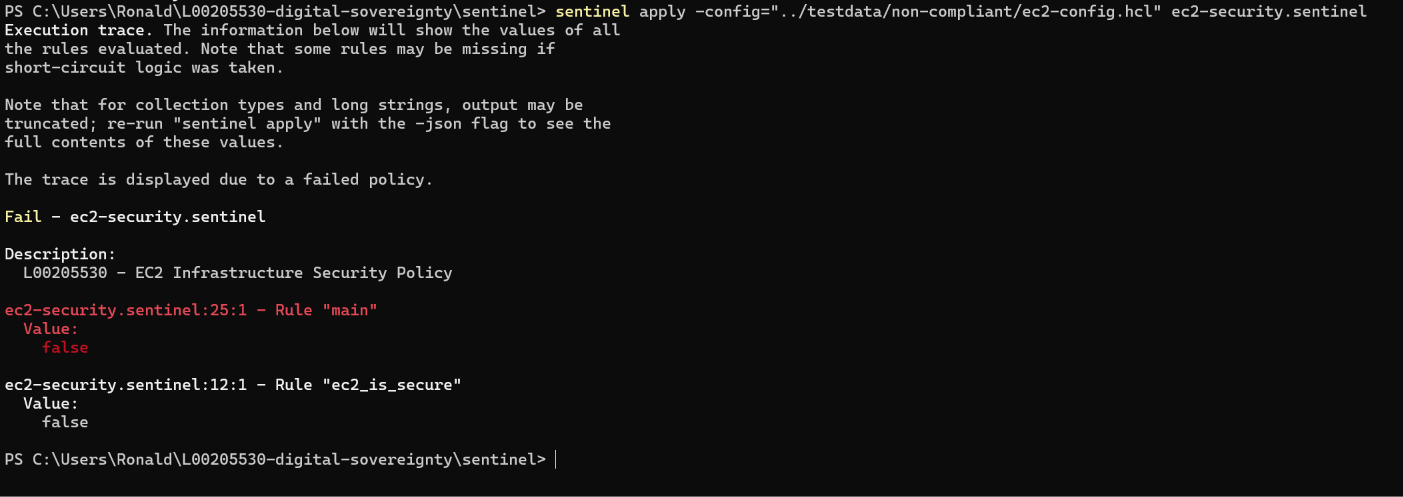 PS C:\Users\Ronald\L00205530-digital-sovereignty\sentinel> sentinel apply -config="../testdata/non-compliant/ec2-config.hcl" ec2-security.sentinel
Execution trace. The information below will show the values of all
the rules evaluated. Note that some rules may be missing if
short-circuit logic was taken.
Note that for collection types and long strings, output may be
truncated; re-run "sentinel apply" with the -json flag to see the
full contents of these values.
The trace is displayed due to a failed policy.
Fail - ec2-security.sentinel
Description:
L00205530 - EC2 Infrastructure Security Policy
ec2-security.sentinel:25:1 - Rule "main"
Value:
false
ec2-security.sentinel:12:1 - Rule "ec2_is_secure"
Value:
false
PS C:\Users\Ronald\L00205530-digital-sovereignty\sentinel>